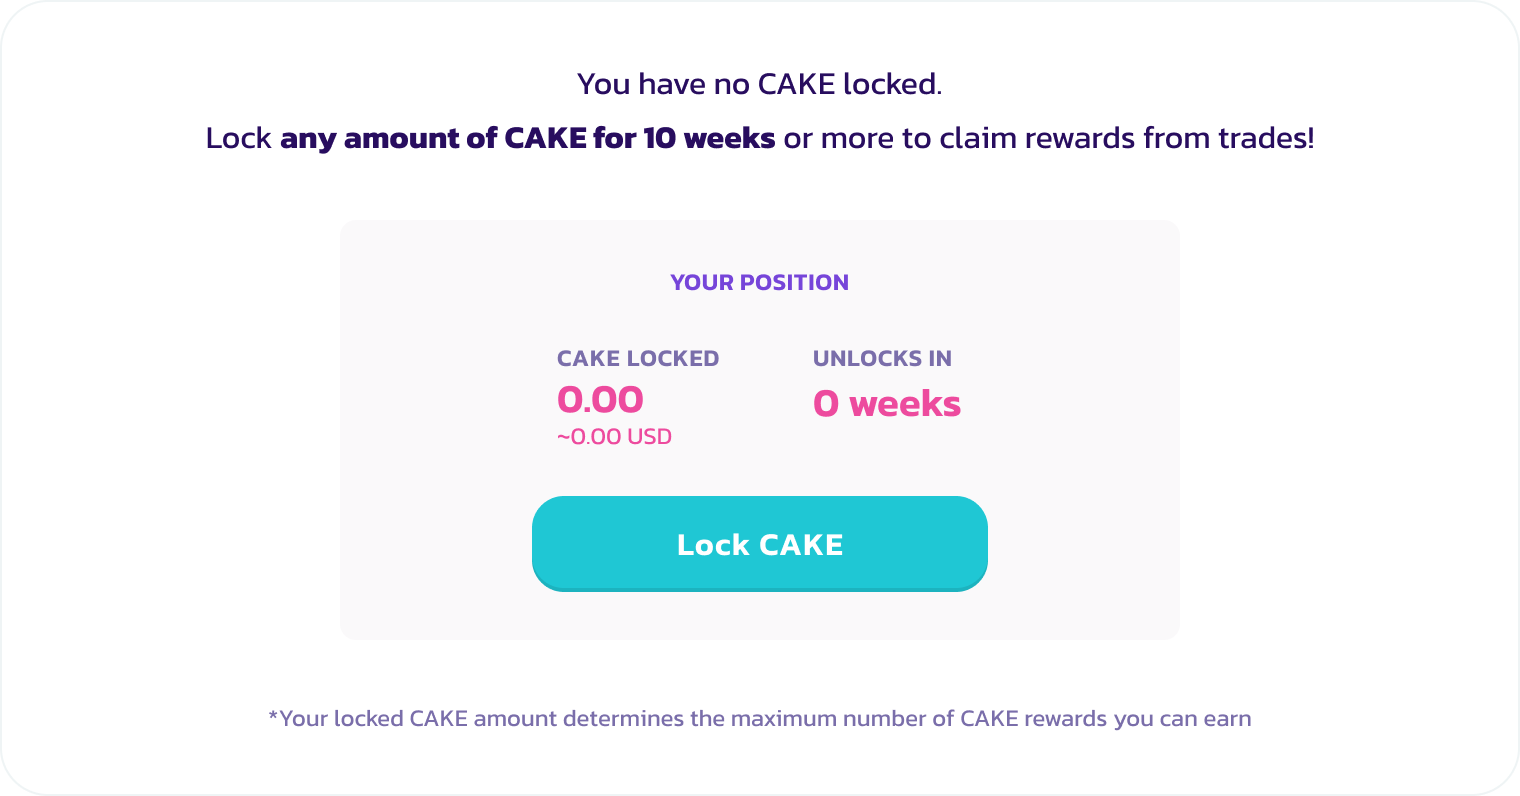 You have no CAKE locked.
Lock any amount of CAKE for 10 weeks or more to claim rewards from trades!
YOUR POSITION
CAKE LOCKED
0.00
~0.00 USD
UNLOCKS IN
0 weeks
Lock CAKE
*Your locked CAKE amount determines the maximum number of CAKE rewards you can earn